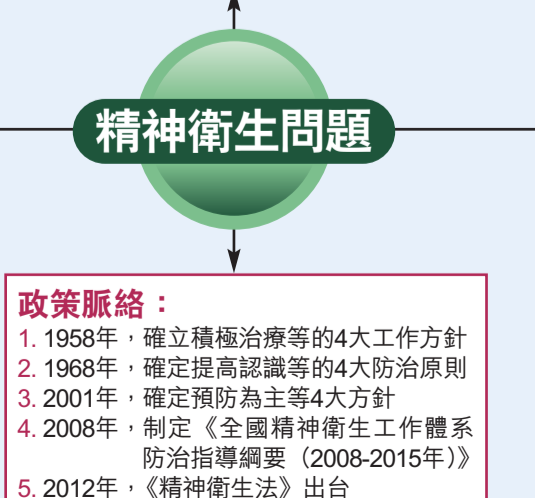 精神衛生問題
政策脈絡：
1. 1958年，確立積極治療等的4大工作方針
2. 1968年，確定提高認識等的4大防治原則
3. 2001年，確定預防為主等4大方針
4. 2008年，制定《全國精神衛生工作體系
防治指導綱要（2008-2015年）》
5. 2012年，《精神衛生法》出台